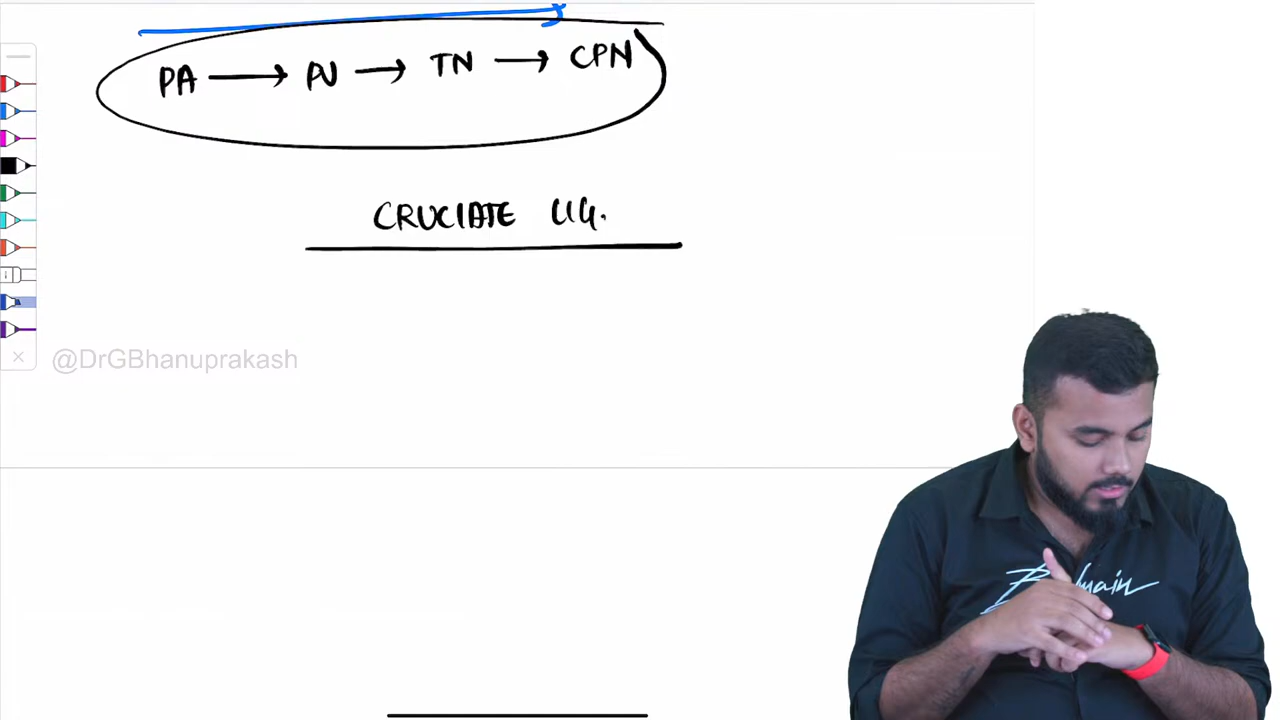 PA → PV → TN → CPN
CRUCIATE LIG.
@DrGBhanuprakash
Balmain